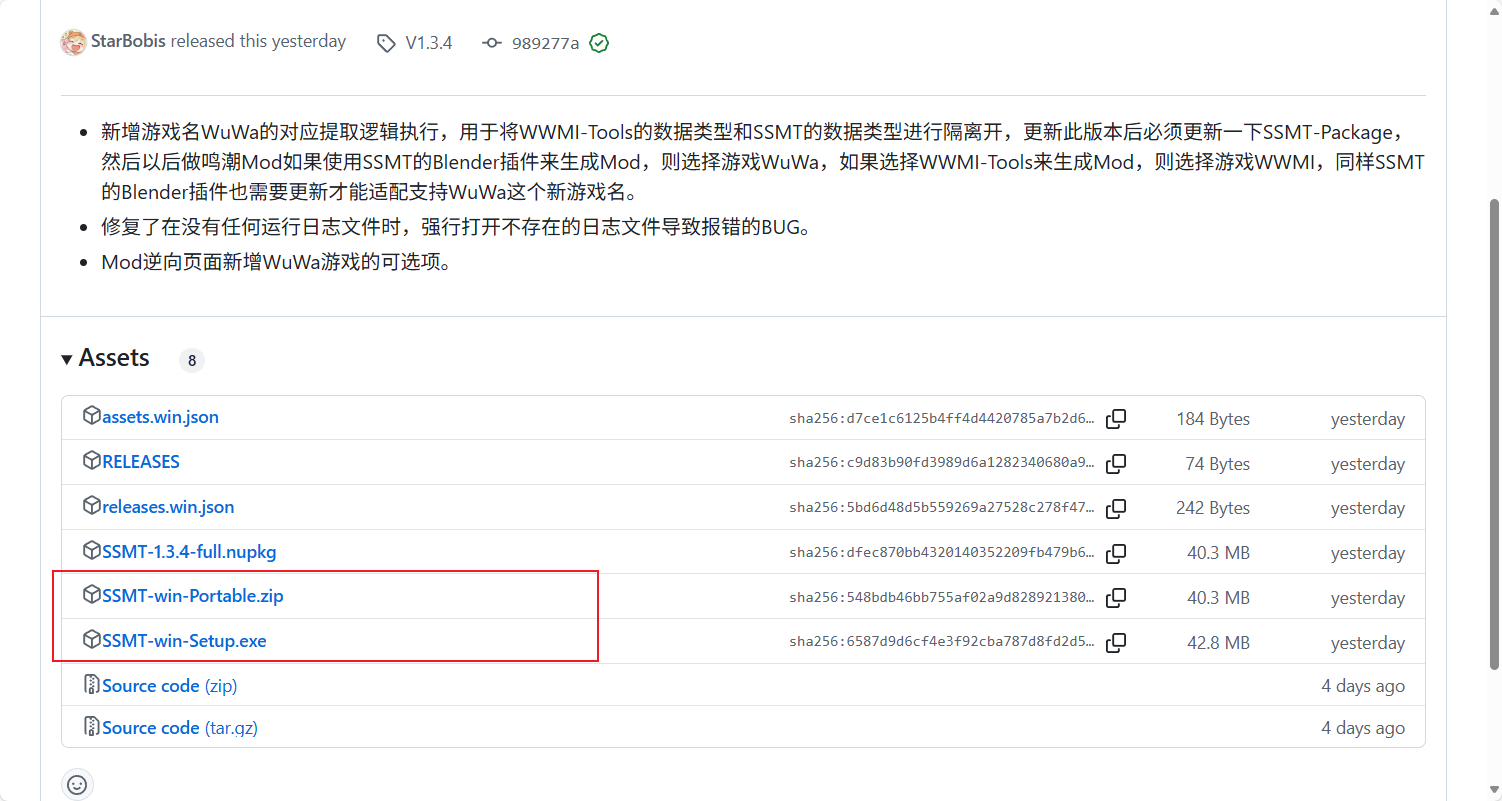 StarBobis released this yesterday V1.3.4 989277a
新增游戏名WuWa的对应提取逻辑执行，用于将WWMI-Tools的数据类型和SSMT的数据类型进行隔离开，更新此版本后必须更新一下SSMT-Package，
然后以后做鸣潮Mod如果使用SSMT的Blender插件来生成Mod，则选择游戏WuWa，如果选择WWMI-Tools来生成Mod，则选择游戏WWMI，同样SSMT
的Blender插件也需要更新才能适配支持WuWa这个新游戏名。
修复了在没有任何运行日志文件时，强行打开不存在的日志文件导致报错的BUG。
Mod逆向页面新增WuWa游戏的可选项。
Assets 8
assets.win.json sha256:d7ce1c6125b4ff4d4420785a7b2d6… 184 Bytes yesterday
RELEASES sha256:c9d83b90fd3989d6a1282340680a9… 74 Bytes yesterday
releases.win.json sha256:5bd6d48d5b559269a27528c278f47… 242 Bytes yesterday
SSMT-1.3.4-full.nupkg sha256:dfec870bb4320140352209fb479b6… 40.3 MB yesterday
SSMT-win-Portable.zip sha256:548bdb46bb755af02a9d828921380… 40.3 MB yesterday
SSMT-win-Setup.exe sha256:6587d9d6cf4e3f92cba787d8fd2d5… 42.8 MB yesterday
Source code (zip) 4 days ago
Source code (tar.gz) 4 days ago